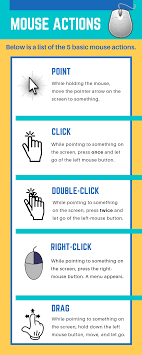 MOUSE ACTIONS
Below is a list of the 5 basic mouse actions.
POINT
While holding the mouse,
move the pointer arrow on the
screen to something.
CLICK
While pointing to something on
the screen, press once and let
go of the left mouse button.
DOUBLE-CLICK
While pointing to something
on the screen, press twice and
let go of the left-mouse button.
RIGHT-CLICK
While pointing to something on
the screen, press the right-
mouse button. A menu appears.
DRAG
While pointing to something on
the screen, hold down the left
mouse button, move, and let go.